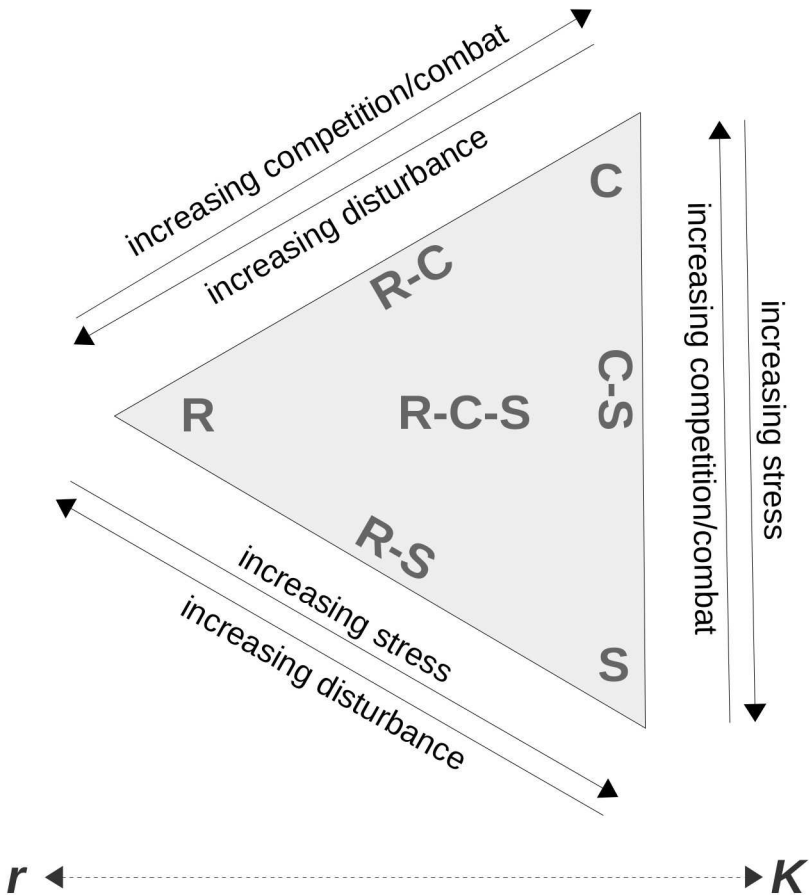 increasing competition/combat
increasing disturbance
C
R-C
R
R-C-S
C-S
increasing competition/combat
increasing stress
R-S
S
increasing stress
increasing disturbance
r
K